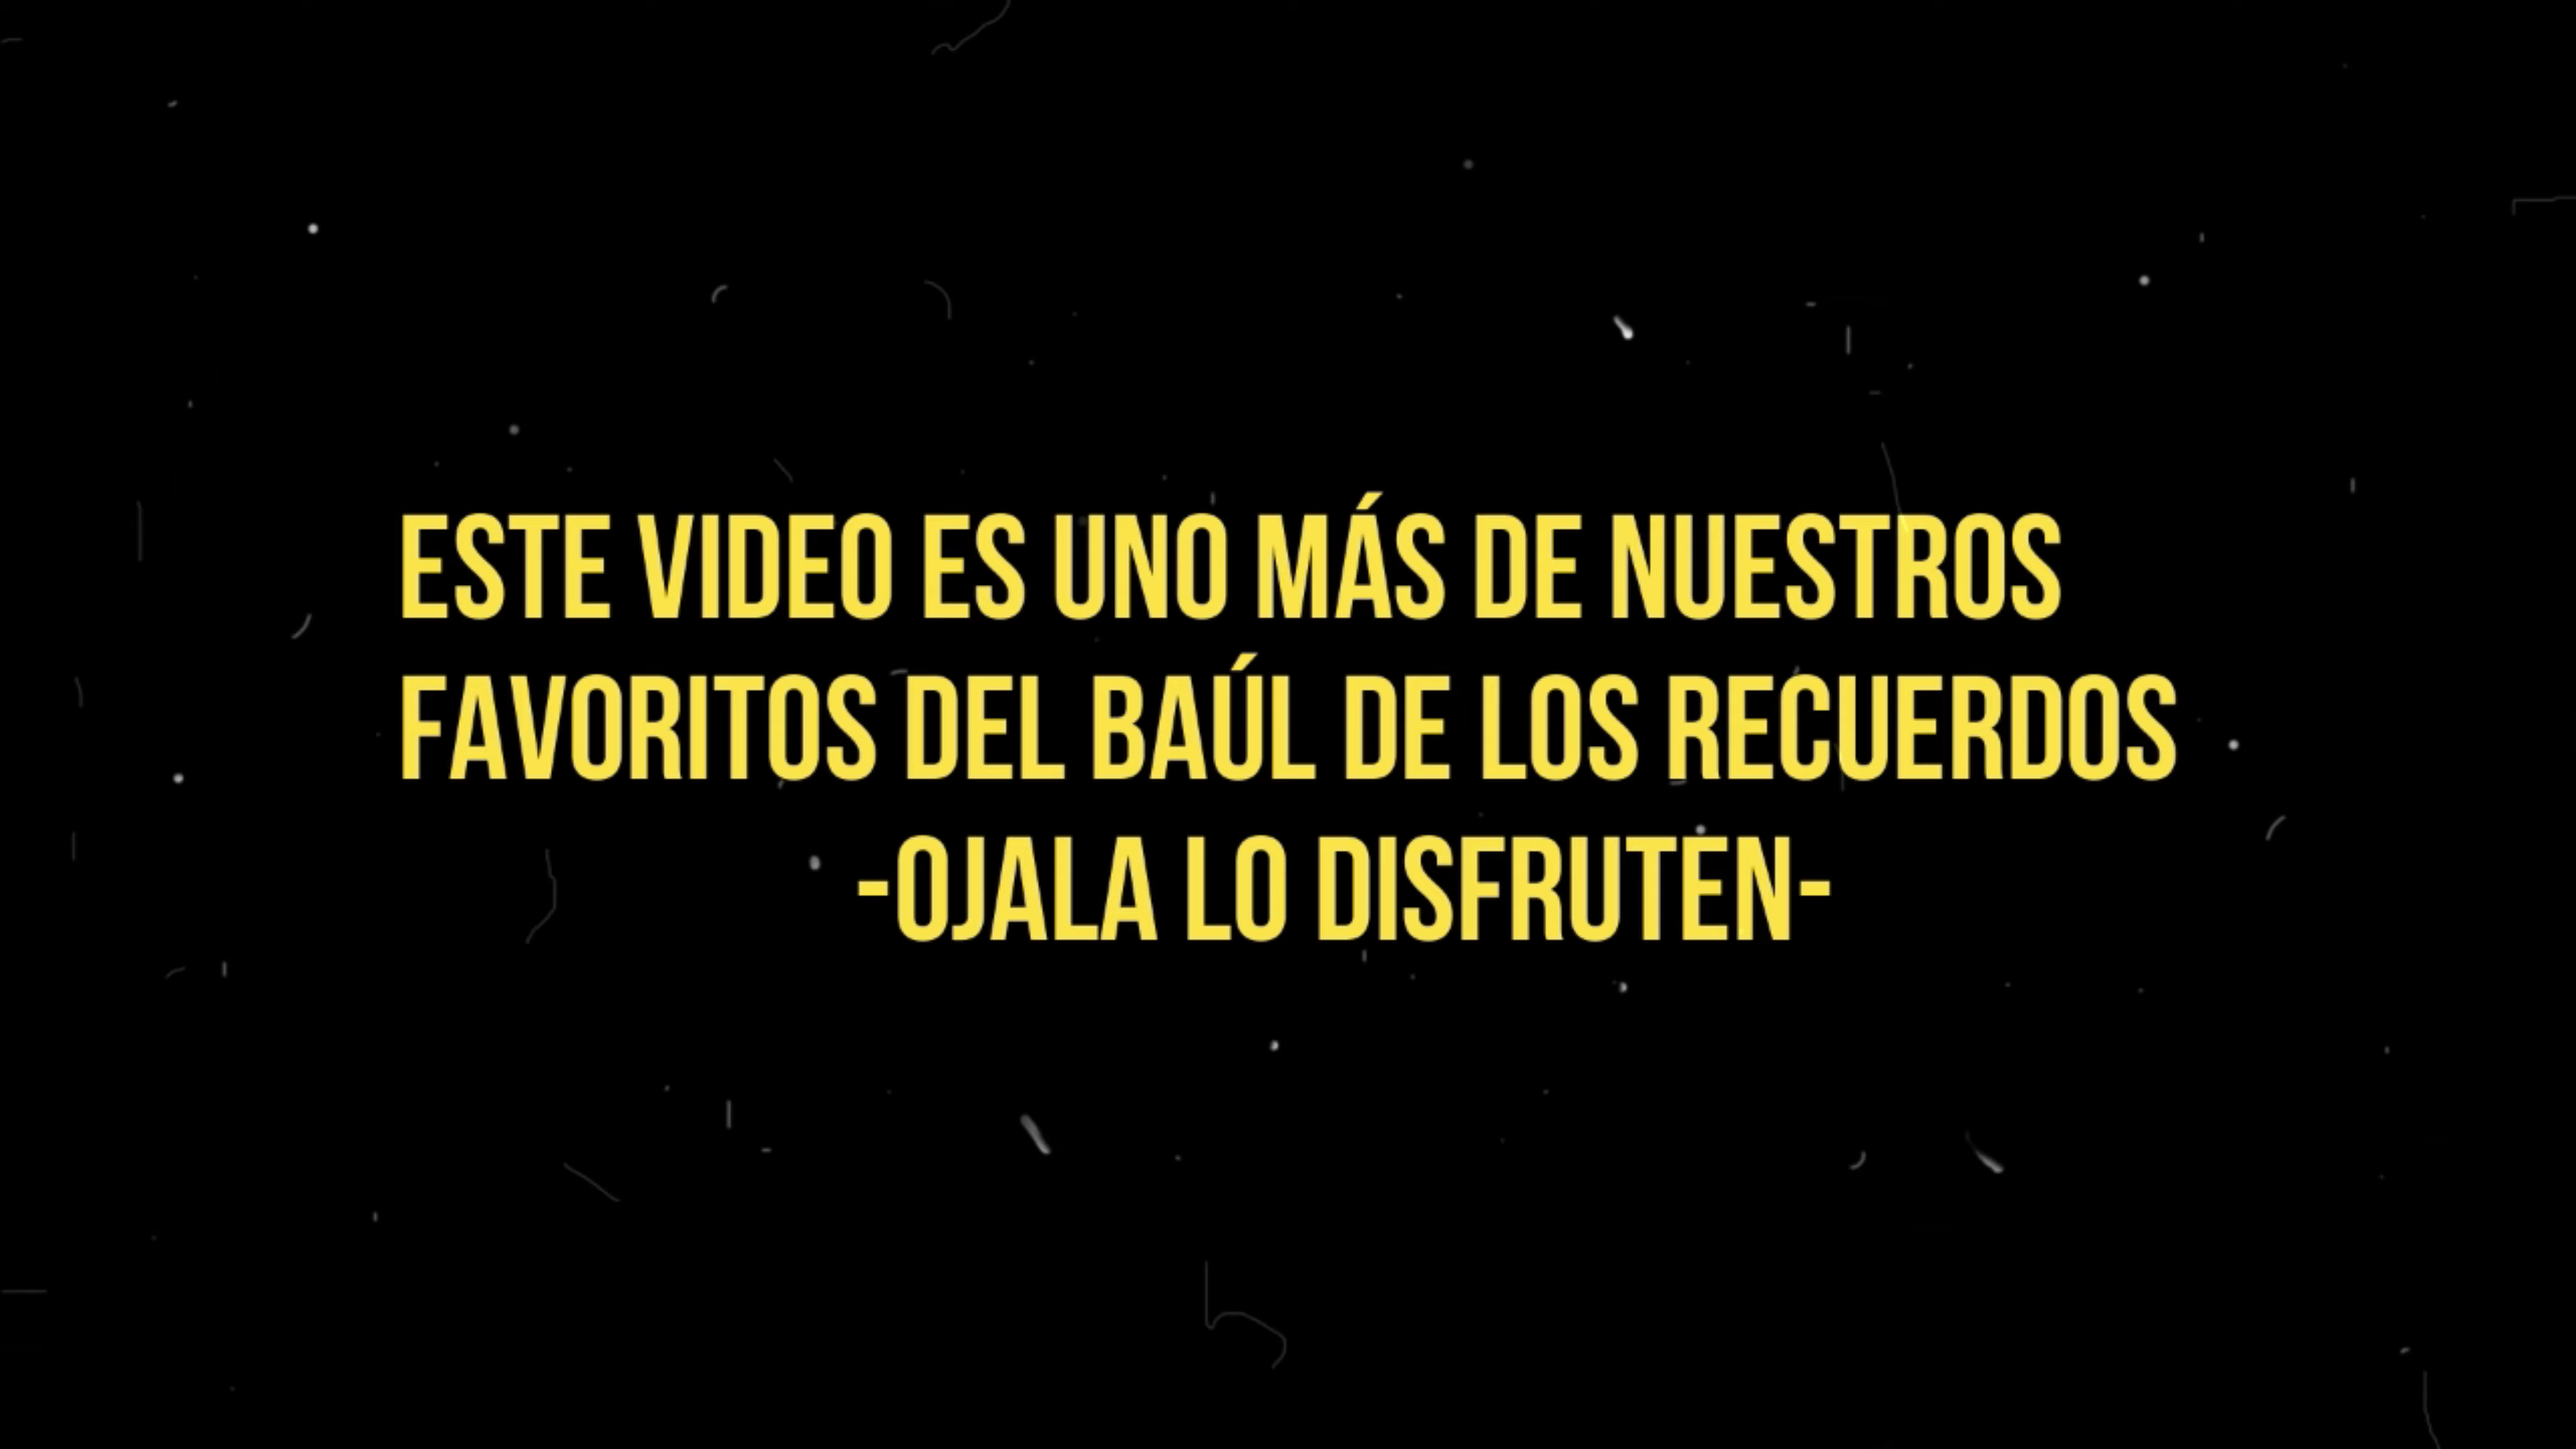 ESTE VIDEO ES UNO MÁS DE NUESTROS
FAVORITOS DEL BAÚL DE LOS RECUERDOS
-OJALA LO DISFRUTEN-